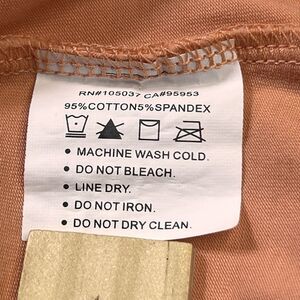 RN#105037 CA#95953
95%COTTON5%SPANDEX
• MACHINE WASH COLD.
• DO NOT BLEACH.
• LINE DRY.
• DO NOT IRON.
• DO NOT DRY CLEAN.